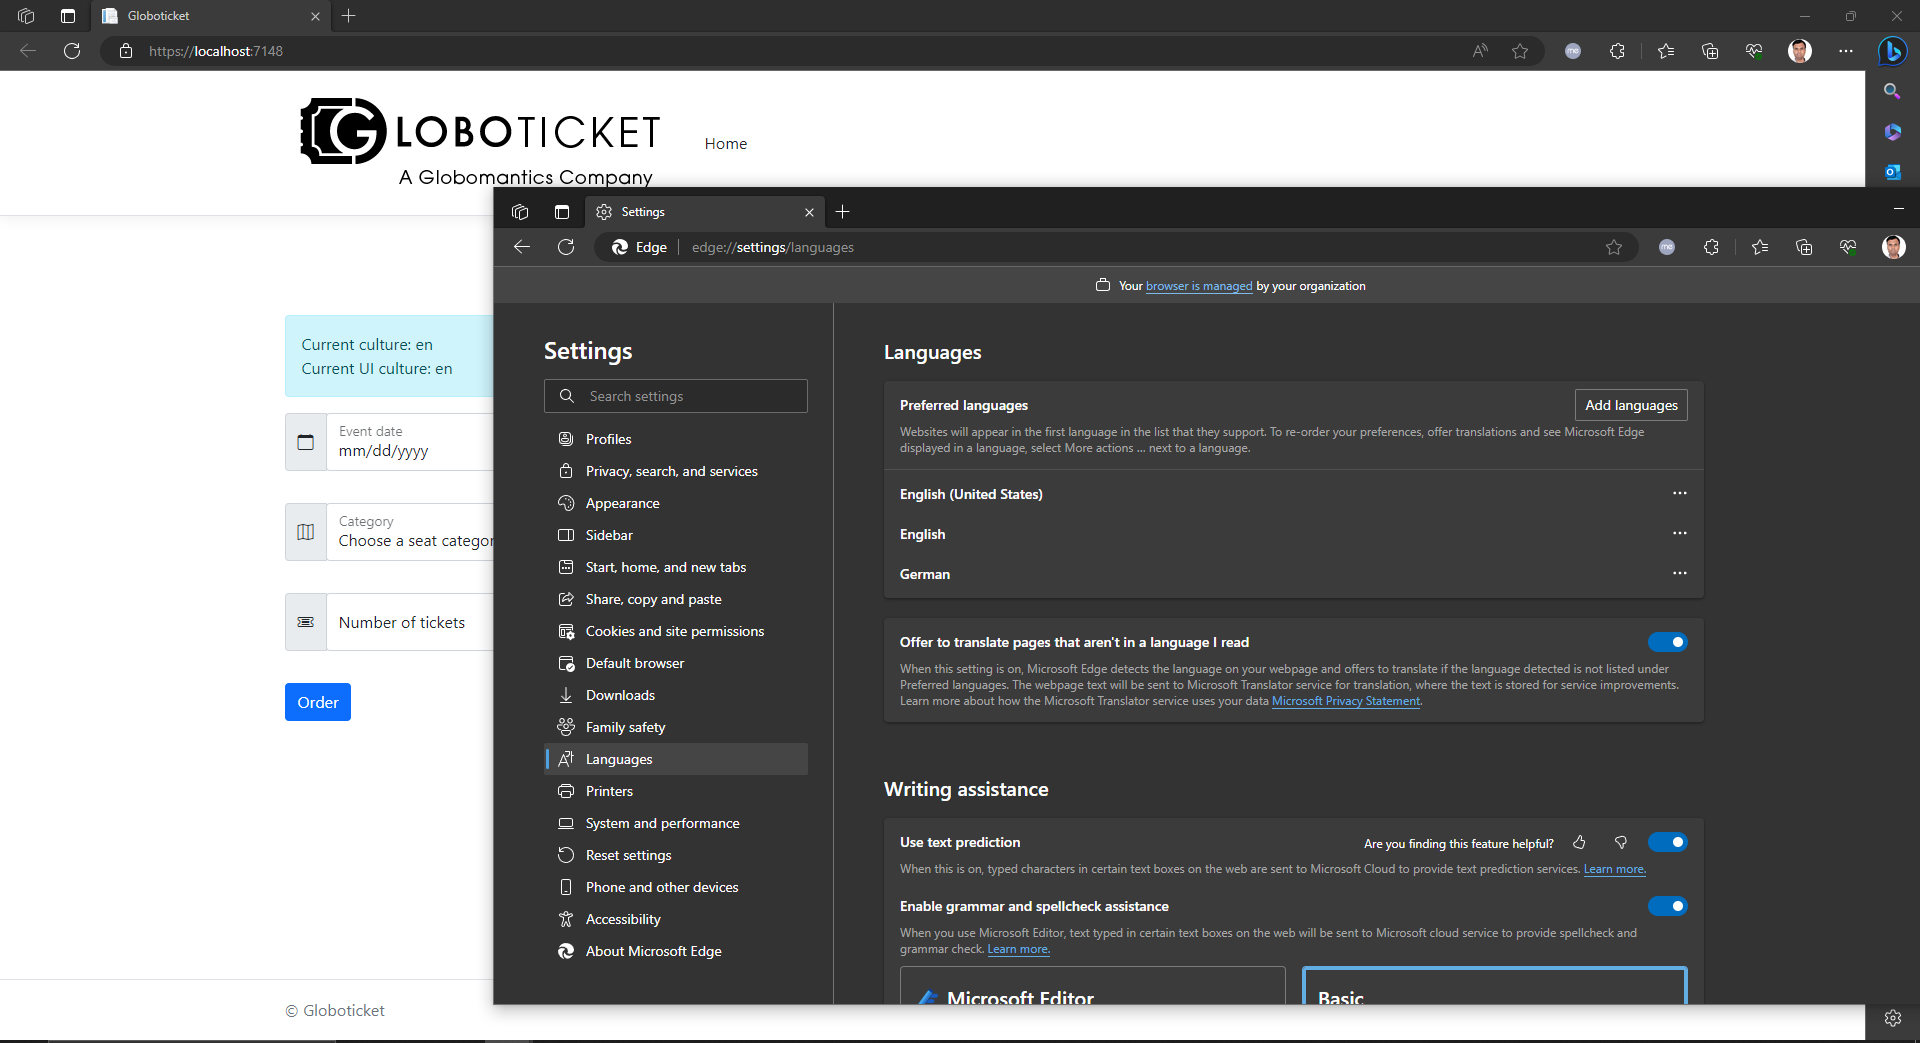 Globoticket
https://localhost:7148
GLOBOTICKET
A Globomantics Company
Home
Current culture: en
Current UI culture: en
Event date
mm/dd/yyyy
Category
Choose a seat categor
Number of tickets
Order
© Globoticket
Settings
Edge
edge://settings/languages
Your browser is managed by your organization
Settings
Search settings
Profiles
Privacy, search, and services
Appearance
Sidebar
Start, home, and new tabs
Share, copy and paste
Cookies and site permissions
Default browser
Downloads
Family safety
Languages
Printers
System and performance
Reset settings
Phone and other devices
Accessibility
About Microsoft Edge
Languages
Preferred languages
Add languages
Websites will appear in the first language in the list that they support. To re-order your preferences, offer translations and see Microsoft Edge
displayed in a language, select More actions ... next to a language.
English (United States)
English
German
Offer to translate pages that aren't in a language I read
When this setting is on, Microsoft Edge detects the language on your webpage and offers to translate if the language detected is not listed under
Preferred languages. The webpage text will be sent to Microsoft Translator service for translation, where the text is stored for service improvements.
Learn more about how the Microsoft Translator service uses your data Microsoft Privacy Statement.
Writing assistance
Use text prediction
Are you finding this feature helpful?
When this is on, typed characters in certain text boxes on the web are sent to Microsoft Cloud to provide text prediction services. Learn more.
Enable grammar and spellcheck assistance
When you use Microsoft Editor, text typed in certain text boxes on the web will be sent to Microsoft cloud service to provide spellcheck and
grammar check. Learn more.
Microsoft Editor
Basic